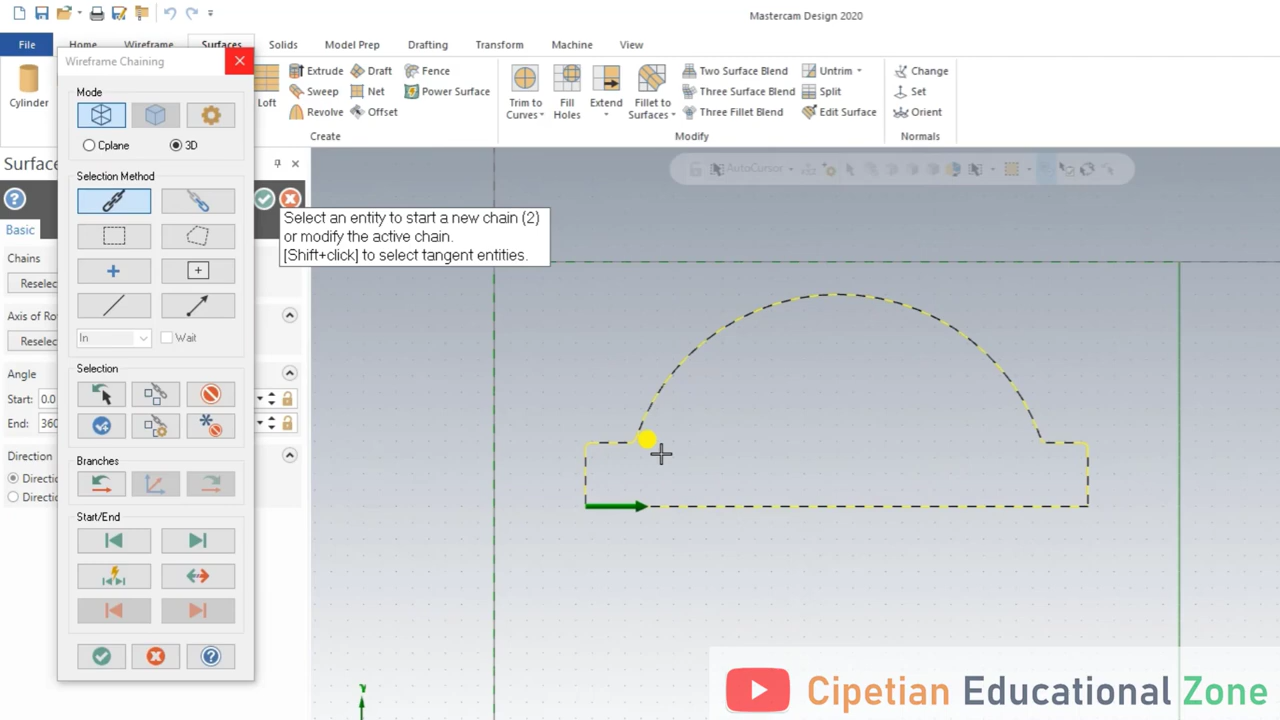 Mastercam Design 2020
File Home Wireframe Surfaces Solids Model Prep Drafting Transform Machine View
Wireframe Chaining
Cylinder
Loft
Extrude
Draft
Fence
Sweep
Net
Power Surface
Revolve
Offset
Create
Trim to
Curves
Fill
Holes
Extend
Fillet to
Surfaces
Two Surface Blend
Three Surface Blend
Three Fillet Blend
Untrim
Split
Edit Surface
Modify
Change
Set
Orient
Normals
Mode
Cplane
3D
Selection Method
In
Wait
Selection
Branches
Start/End
Surfac
Basic
Chains
Reselec
Axis of Ro
Reselec
Angle
Start: 0.0
End: 360
Direction
Directio
Directio
AutoCursor
Select an entity to start a new chain (2)
or modify the active chain.
[Shift+click] to select tangent entities.
Y
Cipetian Educational Zone